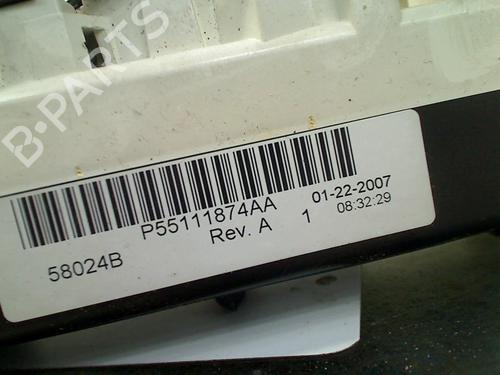 B-PARTS
P55111874AA
01-22-2007
58024B
Rev. A
1
08:32:29